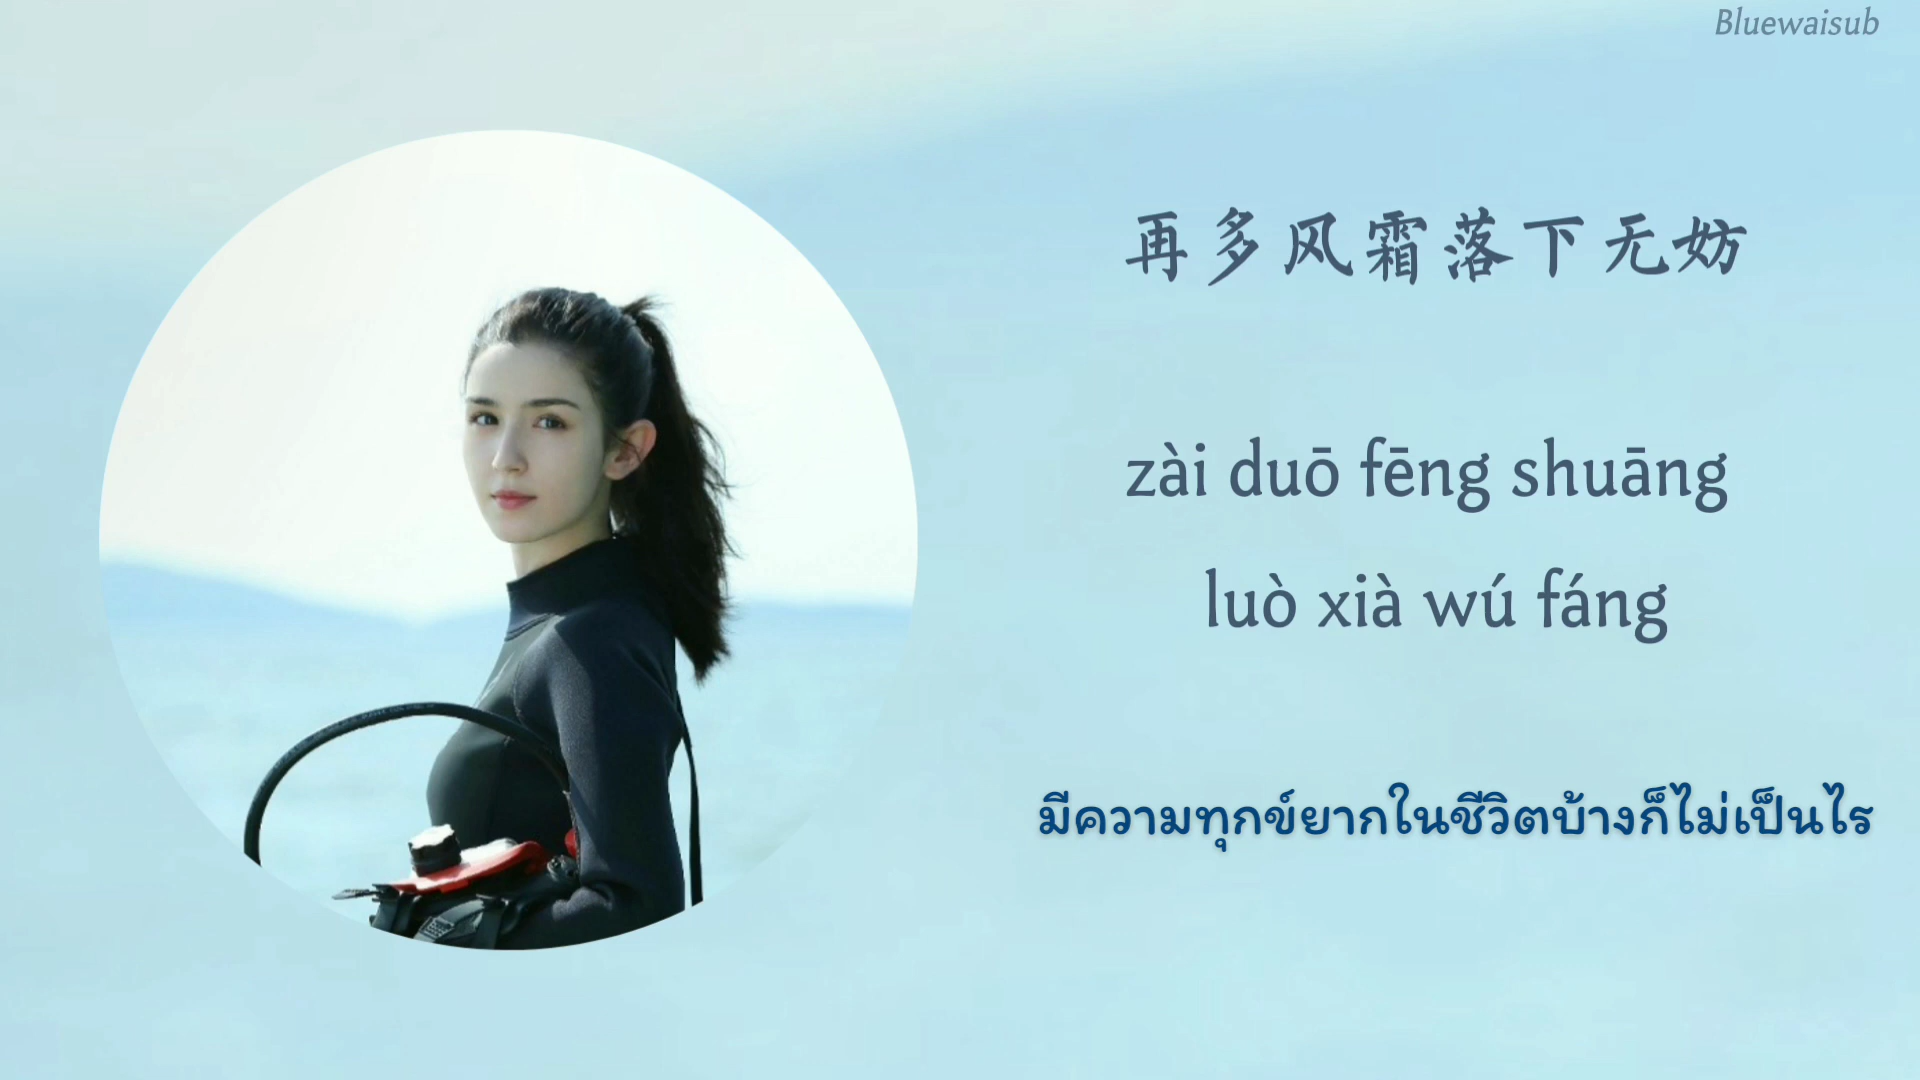 Bluewaisub
再多风霜落下无妨
zài duō fēng shuāng
luò xià wú fáng
มีความทุกข์ยากในชีวิตบ้างก็ไม่เป็นไร